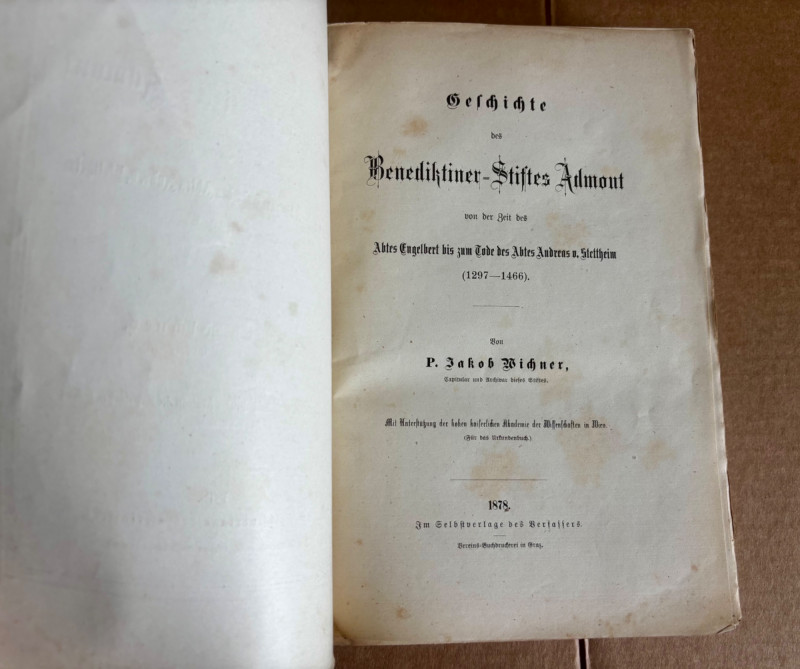 Geschichte
des
Benediktiner-Stiftes Admont
von der Zeit des
Abtes Engelbert bis zum Tode des Abtes Andreas v. Stettheim
(1297—1466).
Von
P. Jakob Wichner,
Capitular und Archivar dieses Stiftes.
Mit Unterstützung der hohen kaiserlichen Akademie der Wissenschaften in Wien.
(Für das Urkundenbuch.)
1878.
Im Selbstverlage des Verfassers.
Vereins-Buchdruckerei in Graz.